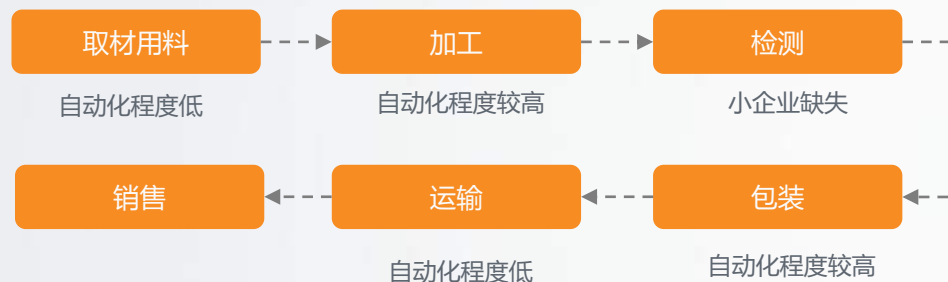 取材用料
加工
检测
自动化程度低
自动化程度较高
小企业缺失
销售
运输
包装
自动化程度低
自动化程度较高